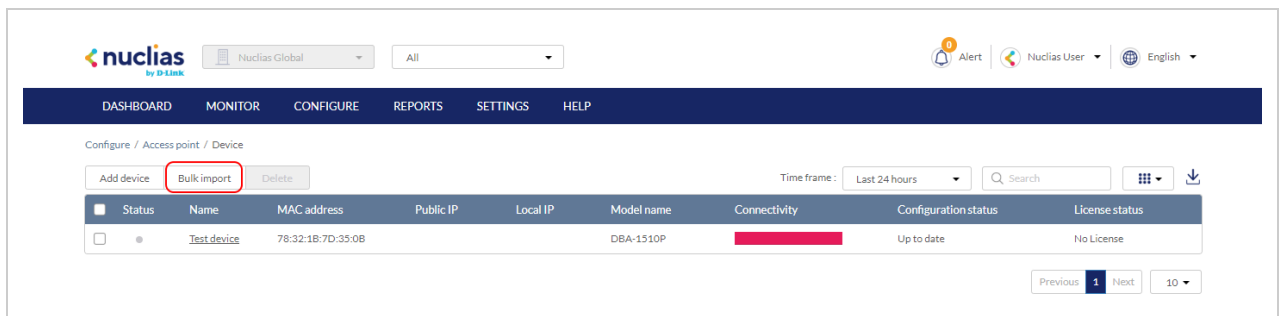 nuclias
by D-Link
Nuclias Global
All
0
Alert
Nuclias User
English
DASHBOARD MONITOR CONFIGURE REPORTS SETTINGS HELP
Configure / Access point / Device
Add device Bulk import Delete Time frame : Last 24 hours Search
Status Name MAC address Public IP Local IP Model name Connectivity Configuration status License status
Test device 78:32:1B:7D:35:0B DBA-1510P Up to date No License
Previous 1 Next 10